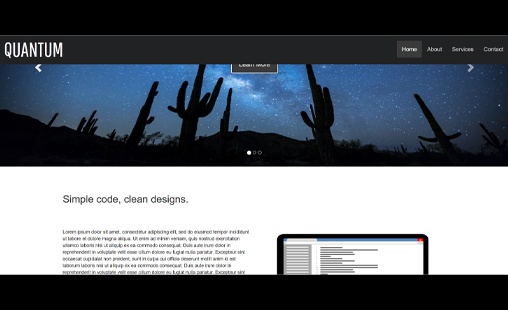 QUANTUM
Home About Services Contact
Learn More
Simple code, clean designs.
Lorem ipsum dolor sit amet, consectetur adipiscing elit, sed do eiusmod tempor incididunt
ut labore et dolore magna aliqua. Ut enim ad minim veniam, quis nostrud exercitation
ullamco laboris nisi ut aliquip ex ea commodo consequat. Duis aute irure dolor in
reprehenderit in voluptate velit esse cillum dolore eu fugiat nulla pariatur. Excepteur sint
occaecat cupidatat non proident, sunt in culpa qui officia deserunt mollit anim id est
laborum laboris nisi ut aliquip ex ea commodo consequat. Duis aute irure dolor in
reprehenderit in voluptate velit esse cillum dolore eu fugiat nulla pariatur. Excepteur sint